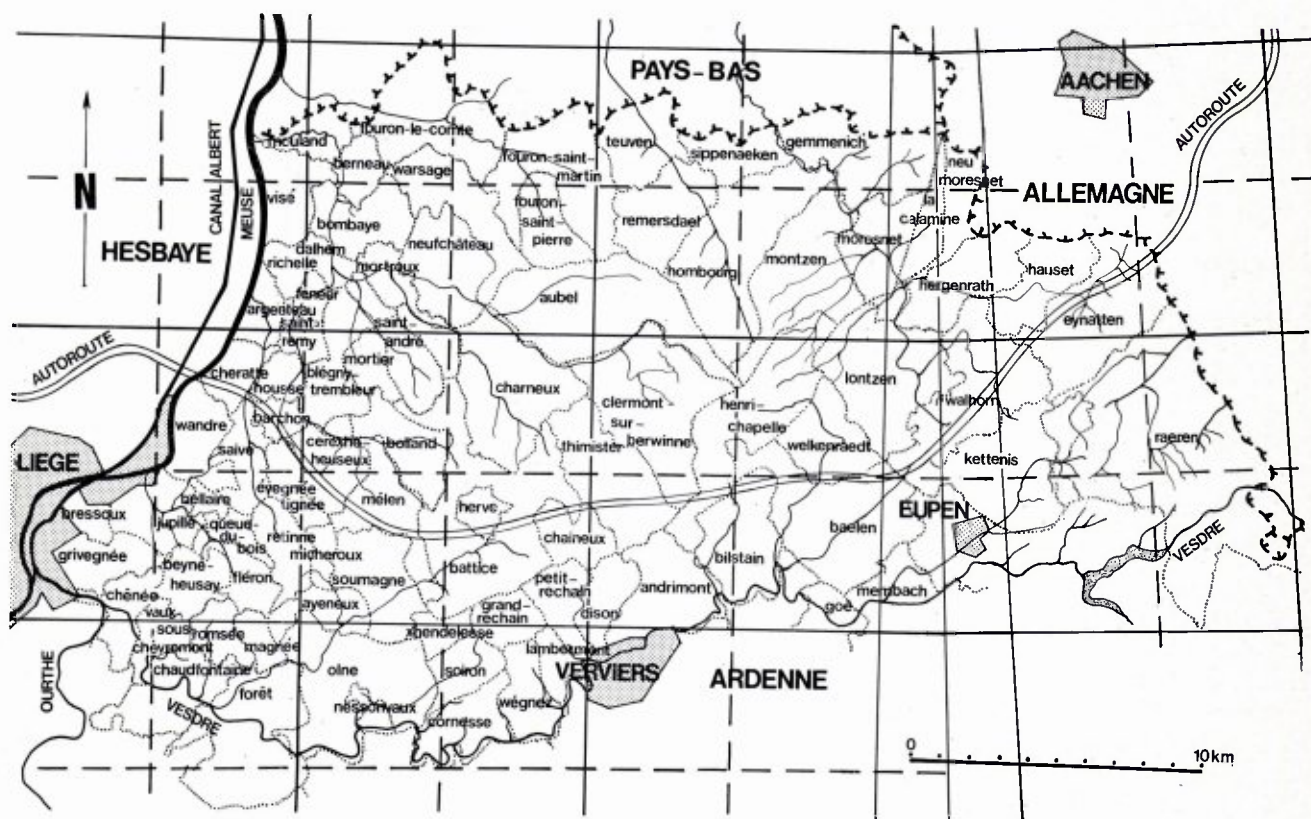 PAYS-BAS
AACHEN
AUTOROUTE
CANAL ALBERT
MEUSE
N
HESBAYE
ALLEMAGNE
mouland
fouron-le-comte
berneau
warsage
fouron-saint-
martin
teuven
sippenaeken
gemmenich
neu
moresnet
la
calamine
visé
bombaye
fouron-
saint-
pierre
remersdael
neufchâteau
dalhem
richelle
mortroux
hombourg
montzen
moresnet
hauset
hergenrath
feneur
aubel
argenteau
saint-
remy
saint-
andré
eynatten
AUTOROUTE
mortier
cheratte
housse
blégny-
trembleur
charneux
lontzen
clermont-
sur-
berwinne
henri-
chapelle
walhorn
wandre
barchon
cerexhe
heuseux
bolland
thimister
welkenraedt
raeren
saive
LIEGE
kettenis
bellaire
evegnée
tignée
mélen
herve
bressoux
jupille
queue-
du-
bois
retinne
EUPEN
baelen
VESDRE
grivegnée
micheroux
chaineux
bilstain
beyne-
heusay
fléron
soumagne
battice
petit-
rechain
andrimont
chênée
ayeneux
grand-
rechain
dison
goé
membach
vaux
sous
chèvremont
romsée
magnée
xhendelesse
lambermont
chaudfontaine
olne
soiron
VERVIERS
ARDENNE
OURTHE
forêt
VESDRE
nessonvaux
cornesse
wegnez
0
10km